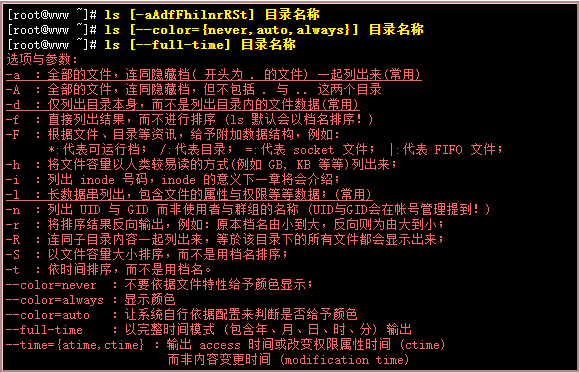 [root@www ~]# ls [-aAdfFhilnrRSt] 目录名称
[root@www ~]# ls [--color={never,auto,always}] 目录名称
[root@www ~]# ls [--full-time] 目录名称
选项与参数：
-a  ：全部的文件，连同隐藏档( 开头为 . 的文件) 一起列出来(常用)
-A  ：全部的文件，连同隐藏档，但不包括 . 与 .. 这两个目录
-d  ：仅列出目录本身，而不是列出目录内的文件数据(常用)
-f  ：直接列出结果，而不进行排序 (ls 默认会以档名排序！)
-F  ：根据文件、目录等资讯，给予附加数据结构，例如：
*:代表可运行档； /:代表目录； =:代表 socket 文件； |:代表 FIFO 文件；
-h  ：将文件容量以人类较易读的方式(例如 GB, KB 等等)列出来；
-i  ：列出 inode 号码，inode 的意义下一章将会介绍；
-l  ：长数据串列出，包含文件的属性与权限等等数据；(常用)
-n  ：列出 UID 与 GID 而非使用者与群组的名称 (UID与GID会在帐号管理提到！)
-r  ：将排序结果反向输出，例如：原本档名由小到大，反向则为由大到小；
-R  ：连同子目录内容一起列出来，等於该目录下的所有文件都会显示出来；
-S  ：以文件容量大小排序，而不是用档名排序；
-t  ：依时间排序，而不是用档名。
--color=never  ：不要依据文件特性给予颜色显示；
--color=always ：显示颜色
--color=auto   ：让系统自行依据配置来判断是否给予颜色
--full-time    ：以完整时间模式 (包含年、月、日、时、分) 输出
--time={atime,ctime} ：输出 access 时间或改变权限属性时间 (ctime)
而非内容变更时间 (modification time)